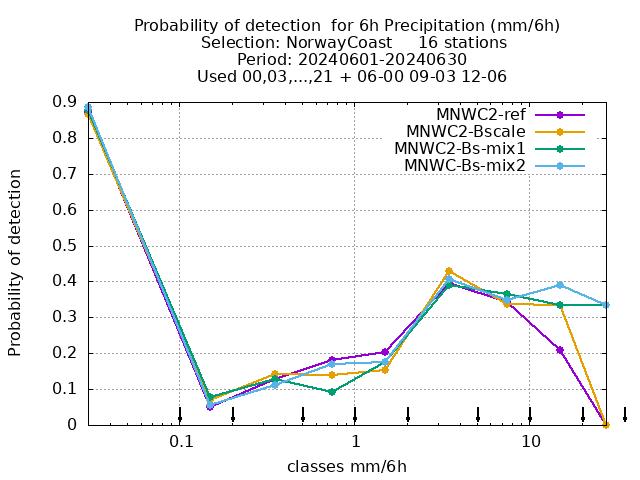 Probability of detection  for 6h Precipitation (mm/6h)
Selection: NorwayCoast     16 stations
Period: 20240601-20240630
Used 00,03,...,21 + 06-00 09-03 12-06
MNWC2-ref
MNWC2-Bscale
MNWC2-Bs-mix1
MNWC-Bs-mix2
Probability of detection
0.9
0.8
0.7
0.6
0.5
0.4
0.3
0.2
0.1
0
0.1
1
10
classes mm/6h